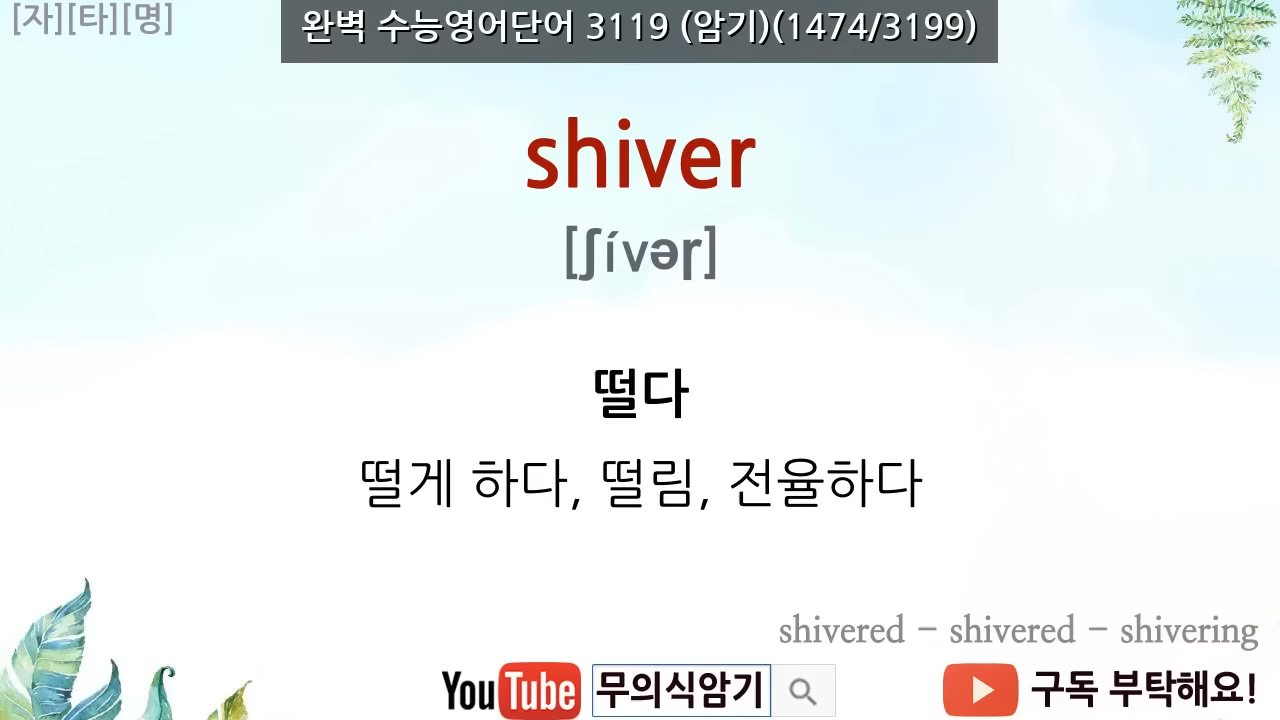 [자][타][명]
완벽 수능영어단어 3119 (암기)(1474/3199)
shiver
[ʃívəɾ]
떨다
떨게 하다, 떨림, 전율하다
shivered - shivered - shivering
YouTube 무의식암기 구독 부탁해요!